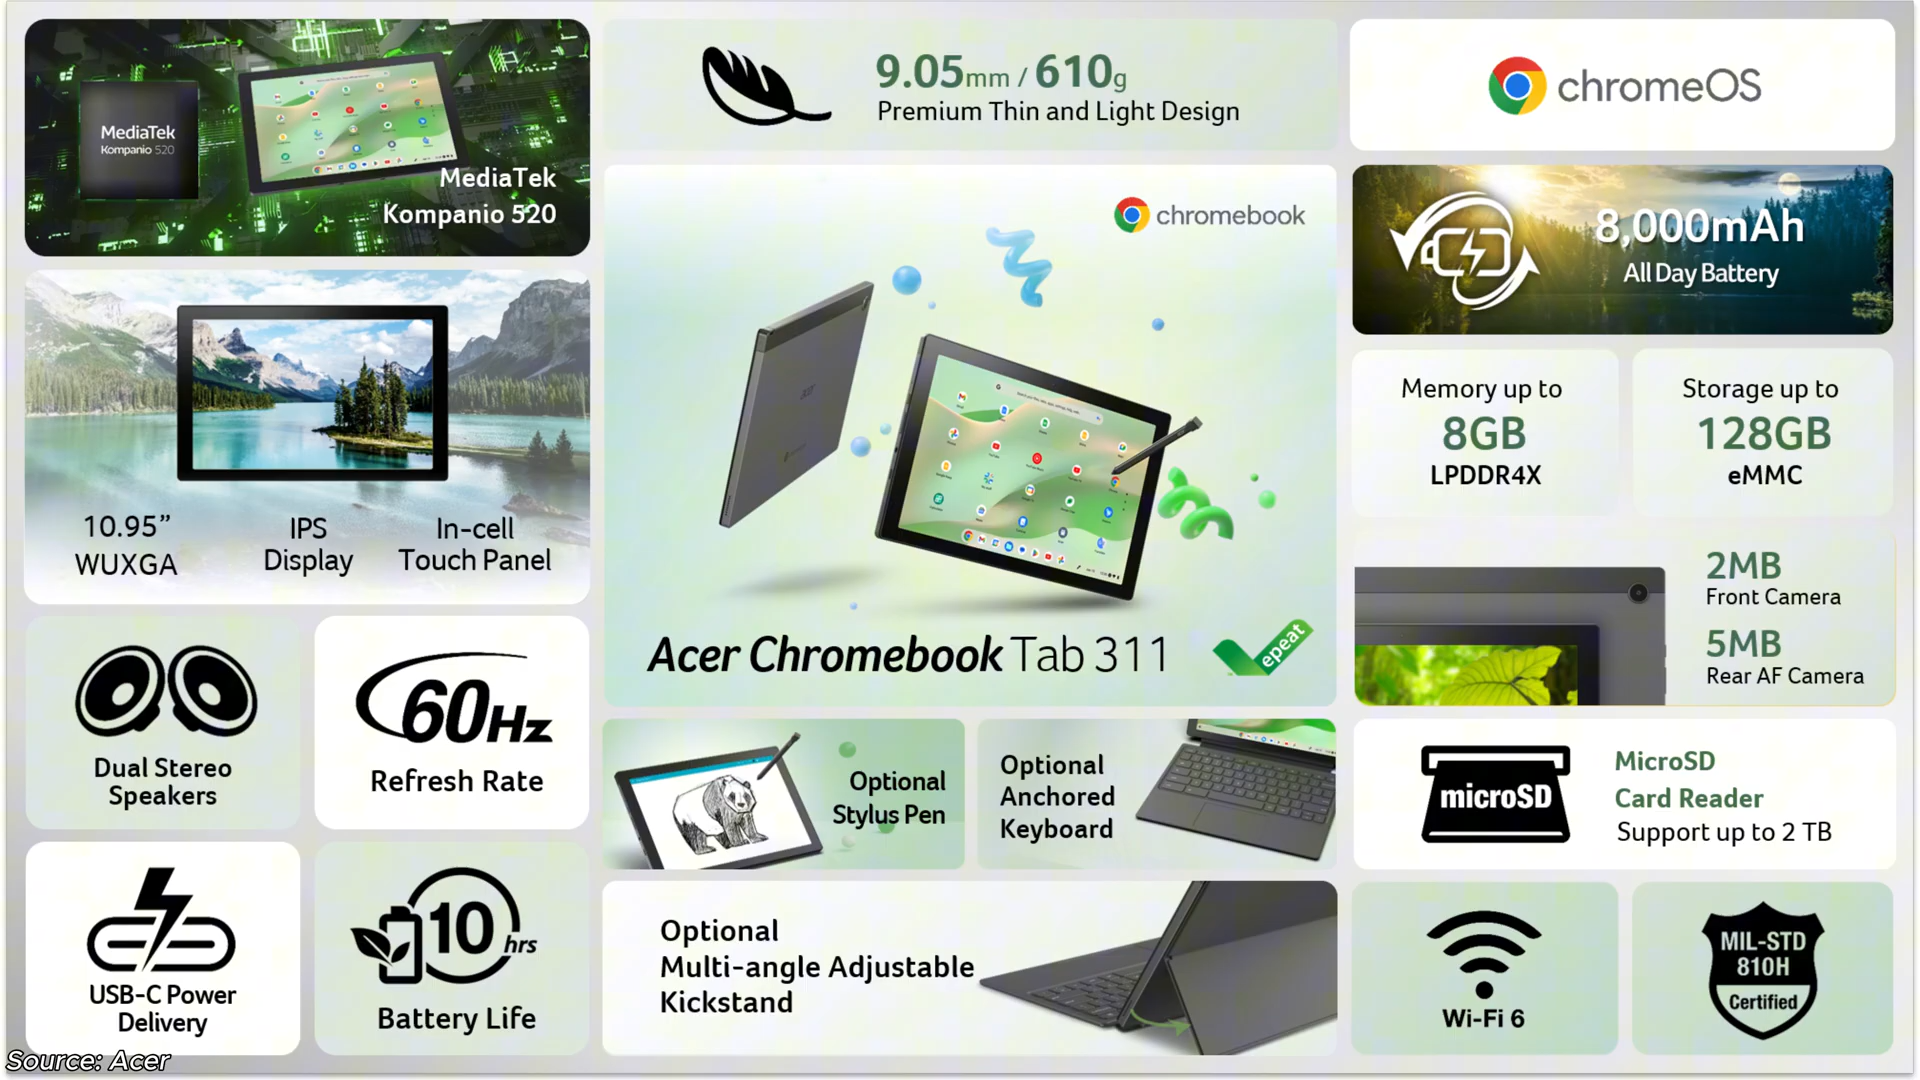 MediaTek
Kompanio 520
MediaTek
Kompanio 520
9.05mm / 610g
Premium Thin and Light Design
chromeOS
10.95”
WUXGA
IPS
Display
In-cell
Touch Panel
chromebook
acer
Acer Chromebook Tab 311
epeat
8,000mAh
All Day Battery
Memory up to
8GB
LPDDR4X
Storage up to
128GB
eMMC
2MB
Front Camera
5MB
Rear AF Camera
Dual Stereo
Speakers
60Hz
Refresh Rate
Optional
Stylus Pen
Optional
Anchored
Keyboard
microSD
MicroSD
Card Reader
Support up to 2 TB
USB-C Power
Delivery
10 hrs
Battery Life
Optional
Multi-angle Adjustable
Kickstand
Wi-Fi 6
MIL-STD
810H
Certified
Source: Acer